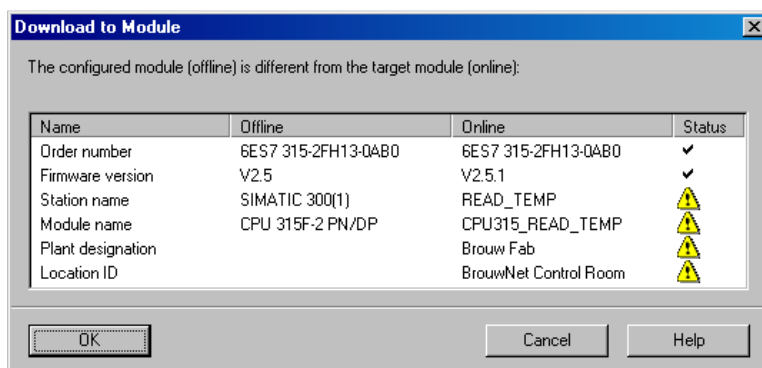 Download to Module
The configured module (offline) is different from the target module (online):
Name Offline Online Status
Order number 6ES7 315-2FH13-0AB0 6ES7 315-2FH13-0AB0
Firmware version V2.5 V2.5.1
Station name SIMATIC 300(1) READ_TEMP
Module name CPU 315F-2 PN/DP CPU315_READ_TEMP
Plant designation Brouw Fab
Location ID BrouwNet Control Room
OK Cancel Help